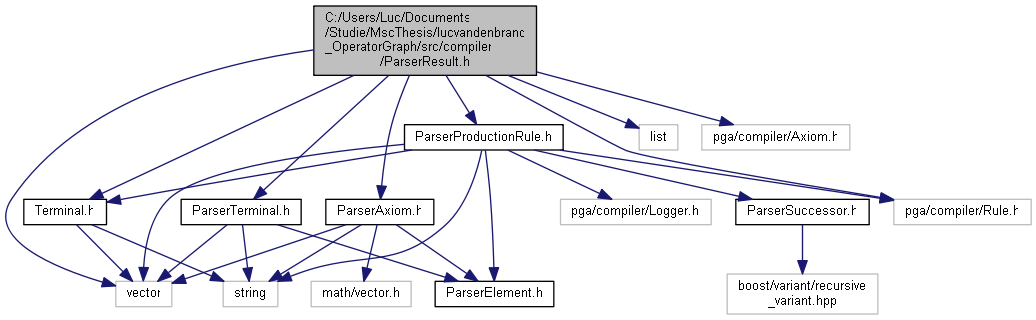 C:/Users/Luc/Documents
/Studie/MscThesis/lucvandenbrand
_OperatorGraph/src/compiler
/ParserResult.h
ParserProductionRule.h
list
pga/compiler/Axiom.h
Terminal.h
ParserTerminal.h
ParserAxiom.h
pga/compiler/Logger.h
ParserSuccessor.h
pga/compiler/Rule.h
vector
string
math/vector.h
ParserElement.h
boost/variant/recursive
_variant.hpp